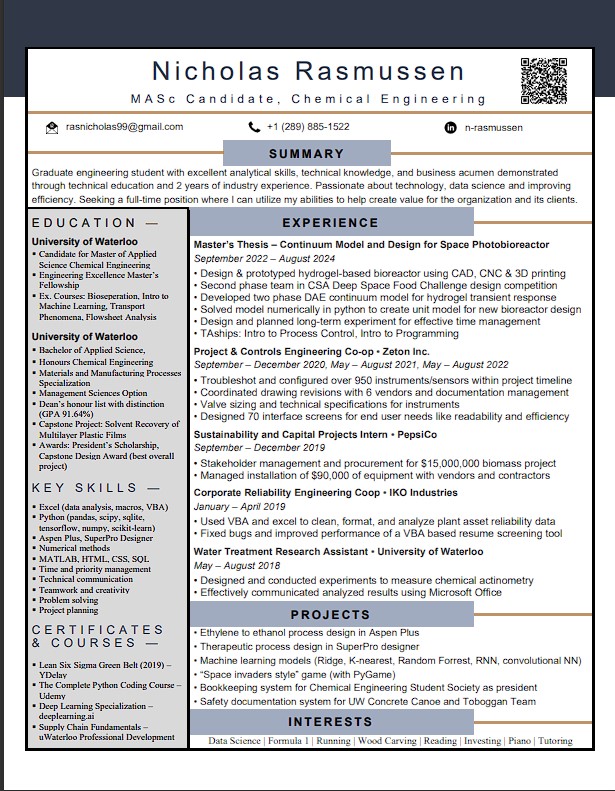 Nicholas Rasmussen
MASc Candidate, Chemical Engineering
rasnicholas99@gmail.com
+1 (289) 885-1522
n-rasmussen
SUMMARY
Graduate engineering student with excellent analytical skills, technical knowledge, and business acumen demonstrated
through technical education and 2 years of industry experience. Passionate about technology, data science and improving
efficiency. Seeking a full-time position where I can utilize my abilities to help create value for the organization and its clients.
EDUCATION —
University of Waterloo
▪ Candidate for Master of Applied
Science Chemical Engineering
▪ Engineering Excellence Master's
Fellowship
▪ Ex. Courses: Bioseperation, Intro to
Machine Learning, Transport
Phenomena, Flowsheet Analysis
University of Waterloo
▪ Bachelor of Applied Science,
▪ Honours Chemical Engineering
▪ Materials and Manufacturing Processes
Specialization
▪ Management Sciences Option
▪ Dean's honour list with distinction
(GPA 91.64%)
▪ Capstone Project: Solvent Recovery of
Multilayer Plastic Films
▪ Awards: President's Scholarship,
Capstone Design Award (best overall
project)
KEY SKILLS —
▪ Excel (data analysis, macros, VBA)
▪ Python (pandas, scipy, sqlite,
tensorflow, numpy, scikit-learn)
▪ Aspen Plus, SuperPro Designer
▪ Numerical methods
▪ MATLAB, HTML, CSS, SQL
▪ Time and priority management
▪ Technical communication
▪ Teamwork and creativity
▪ Problem solving
▪ Project planning
CERTIFICATES
& COURSES —
▪ Lean Six Sigma Green Belt (2019) –
YDelay
▪ The Complete Python Coding Course –
Udemy
▪ Deep Learning Specialization –
deeplearning.ai
▪ Supply Chain Fundamentals –
uWaterloo Professional Development
EXPERIENCE
Master's Thesis – Continuum Model and Design for Space Photobioreactor
September 2022 – August 2024
• Design & prototyped hydrogel-based bioreactor using CAD, CNC & 3D printing
• Second phase team in CSA Deep Space Food Challenge design competition
• Developed two phase DAE continuum model for hydrogel transient response
• Solved model numerically in python to create unit model for new bioreactor design
• Design and planned long-term experiment for effective time management
• TAships: Intro to Process Control, Intro to Programming
Project & Controls Engineering Co-op • Zeton Inc.
September – December 2020, May – August 2021, May – August 2022
• Troubleshot and configured over 950 instruments/sensors within project timeline
• Coordinated drawing revisions with 6 vendors and documentation management
• Valve sizing and technical specifications for instruments
• Designed 70 interface screens for end user needs like readability and efficiency
Sustainability and Capital Projects Intern • PepsiCo
September – December 2019
• Stakeholder management and procurement for $15,000,000 biomass project
• Managed installation of $90,000 of equipment with vendors and contractors
Corporate Reliability Engineering Coop • IKO Industries
January – April 2019
• Used VBA and excel to clean, format, and analyze plant asset reliability data
• Fixed bugs and improved performance of a VBA based resume screening tool
Water Treatment Research Assistant • University of Waterloo
May – August 2018
• Designed and conducted experiments to measure chemical actinometry
• Effectively communicated analyzed results using Microsoft Office
PROJECTS
• Ethylene to ethanol process design in Aspen Plus
• Therapeutic process design in SuperPro designer
• Machine learning models (Ridge, K-nearest, Random Forrest, RNN, convolutional NN)
• “Space invaders style” game (with PyGame)
• Bookkeeping system for Chemical Engineering Student Society as president
• Safety documentation system for UW Concrete Canoe and Toboggan Team
INTERESTS
Data Science | Formula 1 | Running | Wood Carving | Reading | Investing | Piano | Tutoring